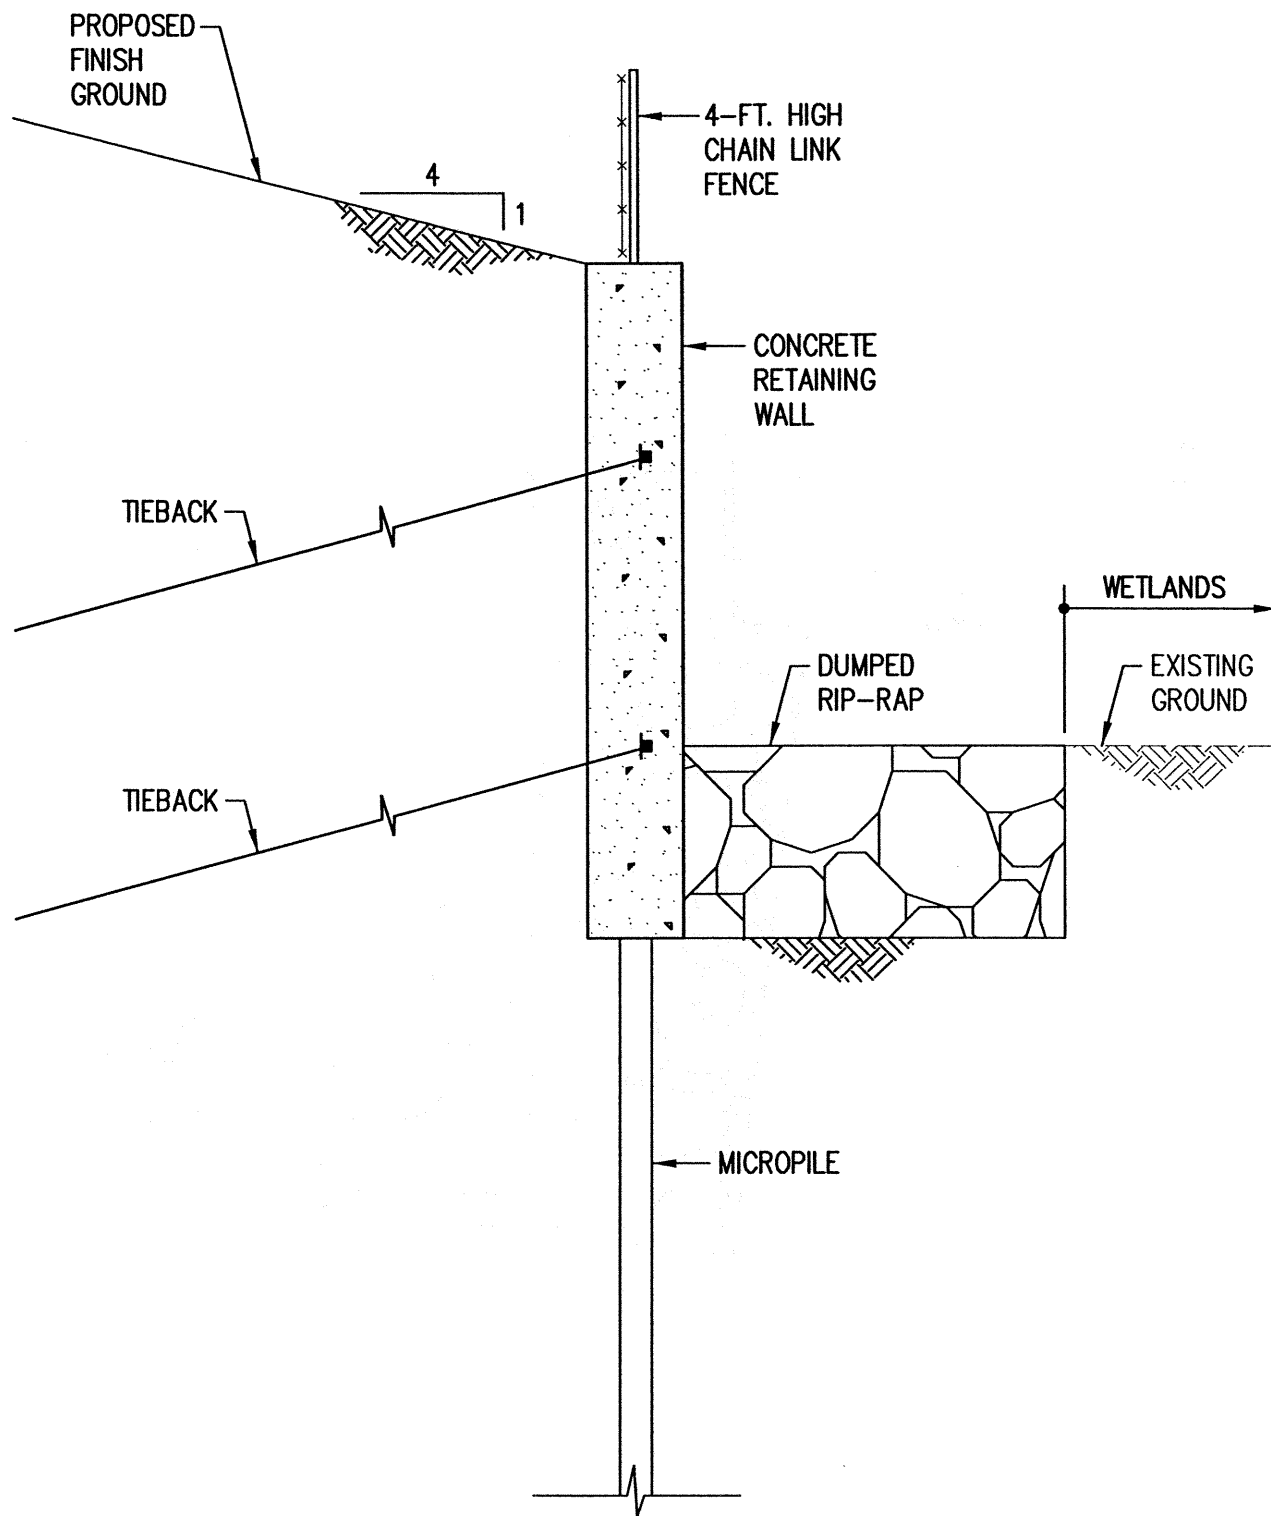 PROPOSED
FINISH
GROUND
4-FT. HIGH
CHAIN LINK
FENCE
4
1
CONCRETE
RETAINING
WALL
TIEBACK
WETLANDS
DUMPED
RIP-RAP
EXISTING
GROUND
TIEBACK
MICROPILE